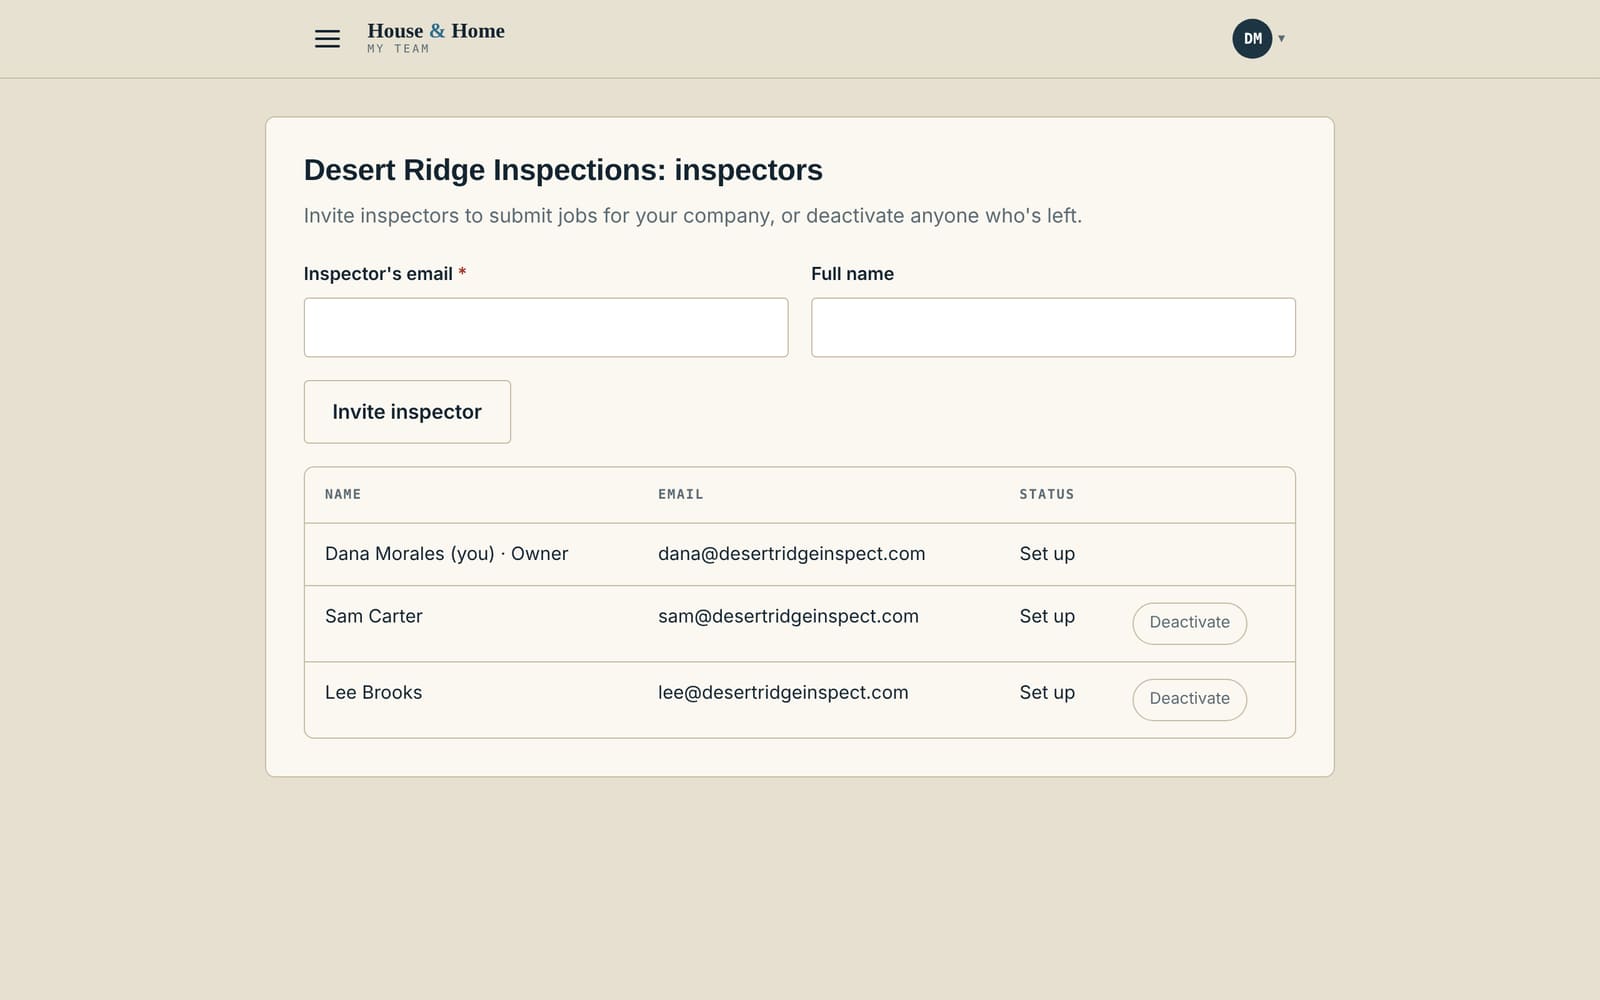 House & Home
MY TEAM
DM ▼
Desert Ridge Inspections: inspectors
Invite inspectors to submit jobs for your company, or deactivate anyone who's left.
Inspector's email * Full name
Invite inspector
NAME EMAIL STATUS
Dana Morales (you) · Owner dana@desertridgeinspect.com Set up
Sam Carter sam@desertridgeinspect.com Set up Deactivate
Lee Brooks lee@desertridgeinspect.com Set up Deactivate